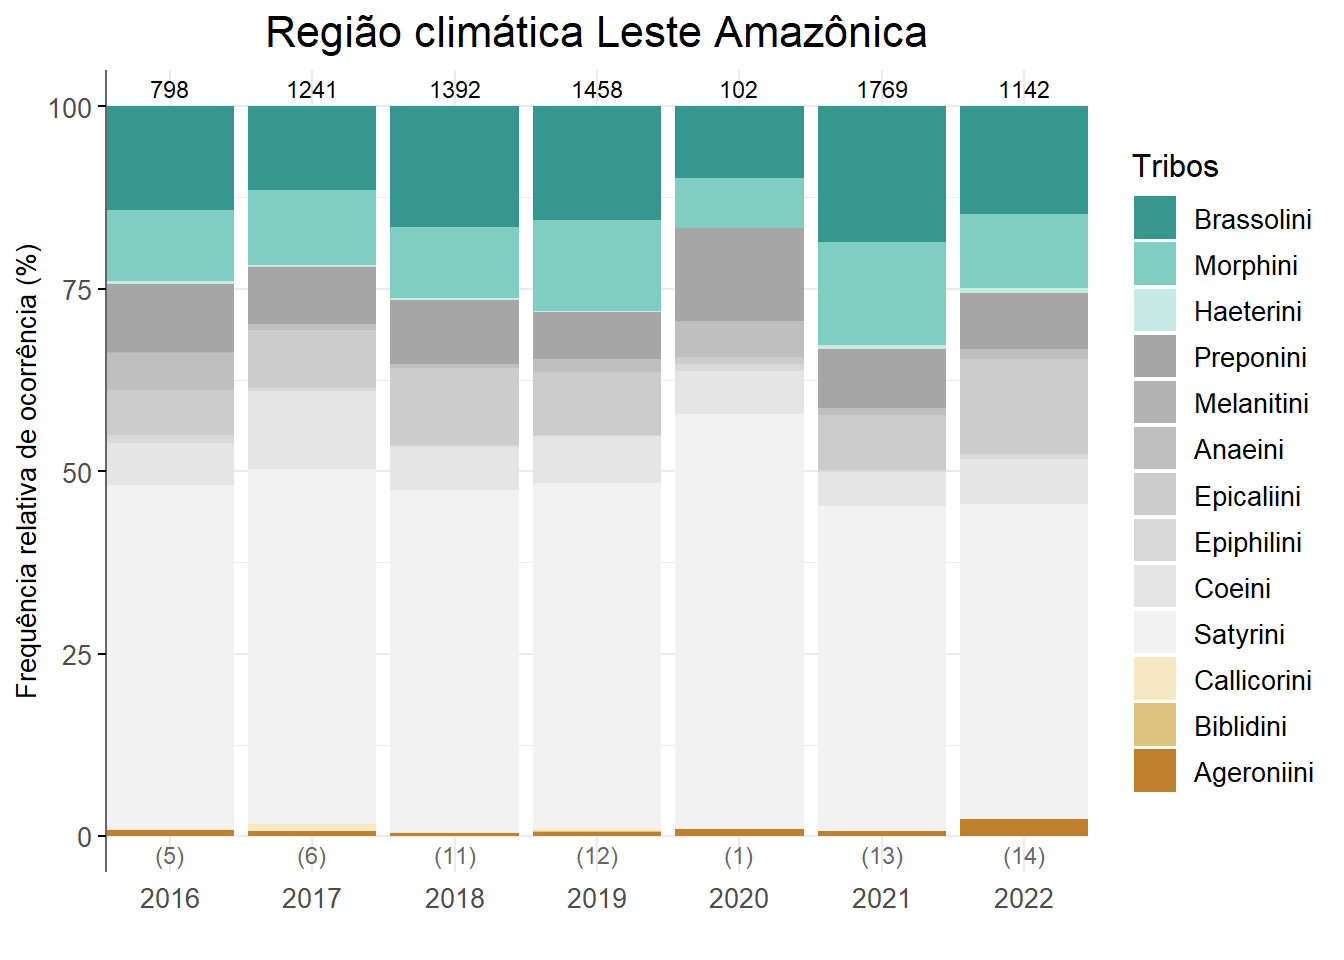 Região climática Leste Amazônica
798 1241 1392 1458 102 1769 1142
100
75
50
25
0
Frequência relativa de ocorrência (%)
(5) (6) (11) (12) (1) (13) (14)
2016 2017 2018 2019 2020 2021 2022
Tribos
Brassolini
Morphini
Haeterini
Preponini
Melanitini
Anaeini
Epicaliini
Epiphilini
Coeini
Satyrini
Callicorini
Biblidini
Ageroniini